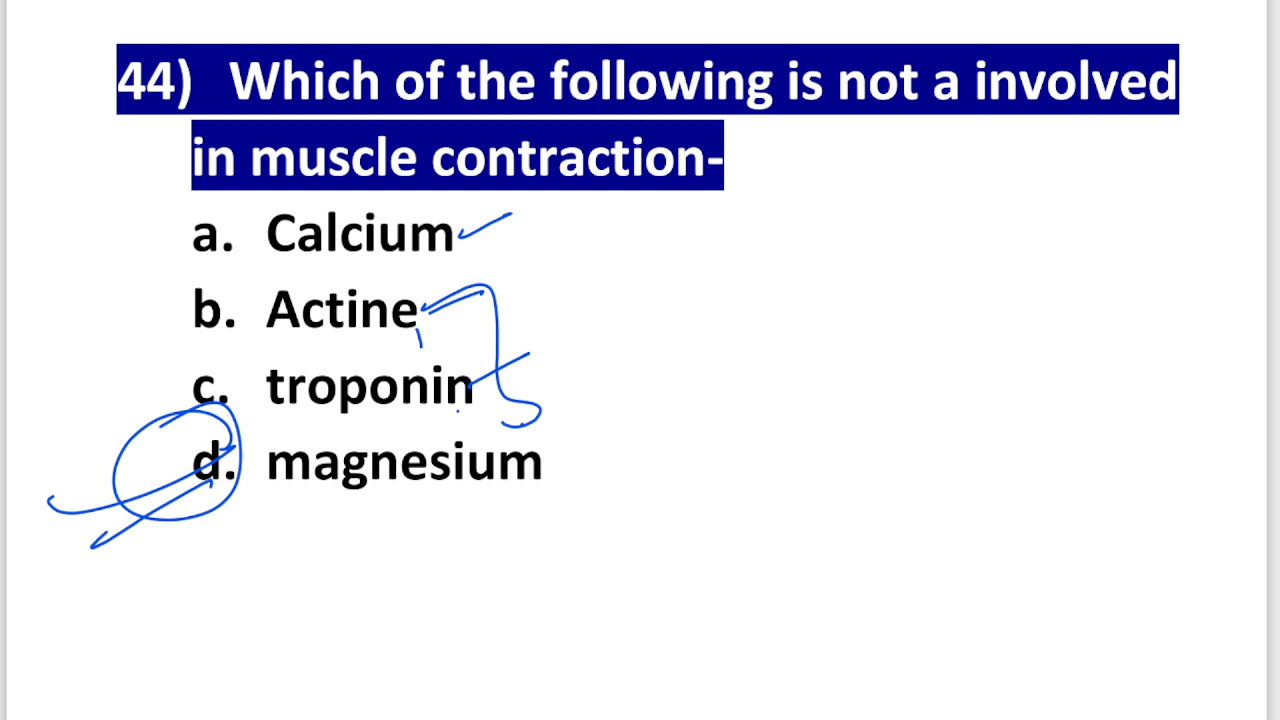 44) Which of the following is not a involved
in muscle contraction-
a. Calcium
b. Actine
c. troponin
d. magnesium